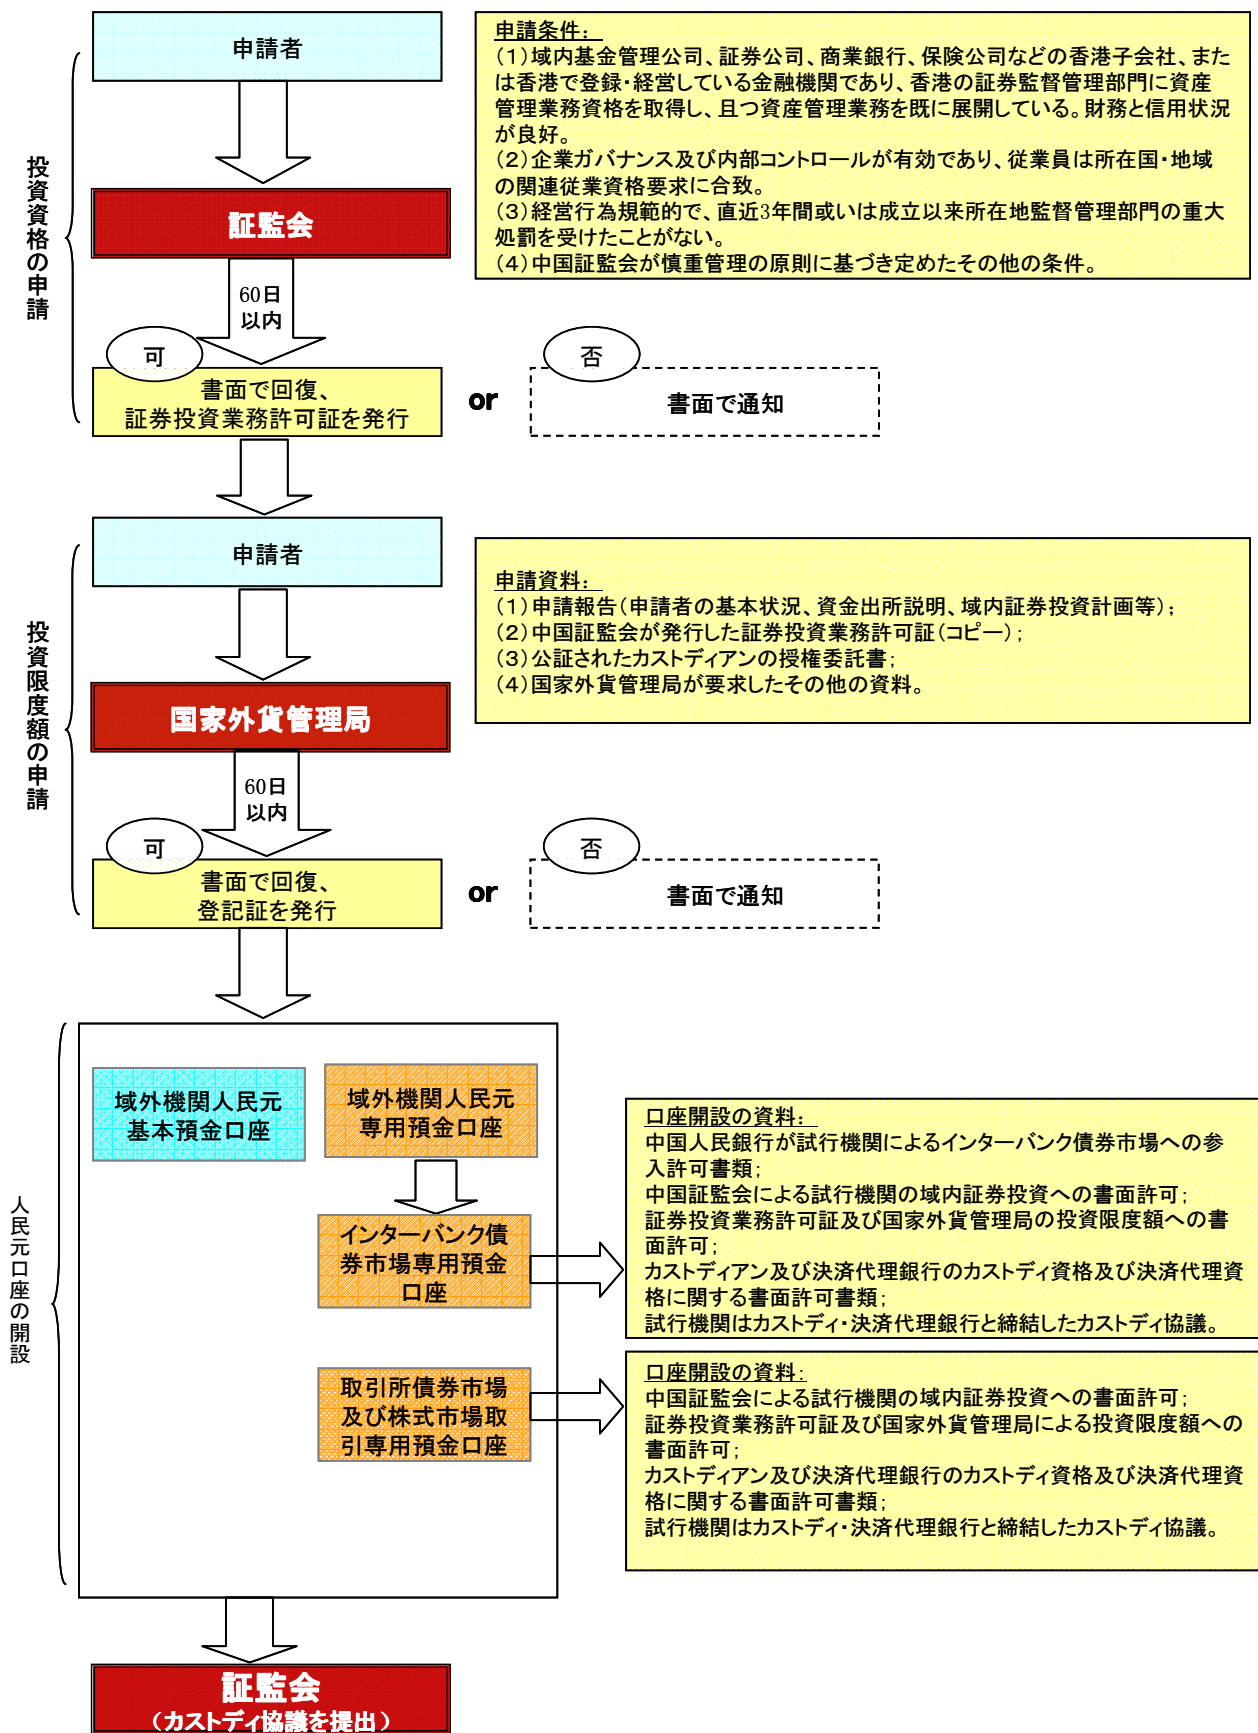 投資資格の申請
申請者
申請条件:
(1)域内基金管理公司、証券公司、商業銀行、保険公司などの香港子会社、また
は香港で登録・経営している金融機関であり、香港の証券監督管理部門に資産
管理業務資格を取得し、且つ資産管理業務を既に展開している。財務と信用状況
が良好。
(2)企業ガバナンス及び内部コントロールが有効であり、従業員は所在国・地域
の関連従業資格要求に合致。
(3)経営行為規範的で、直近3年間或いは成立以来所在地監督管理部門の重大
処罰を受けたことがない。
(4)中国証監会が慎重管理の原則に基づき定めたその他の条件。
証監会
60日
以内
可
書面で回復、
証券投資業務許可証を発行
or
否
書面で通知
投資限度額の申請
申請者
申請資料:
(1)申請報告(申請者の基本状況、資金出所説明、域内証券投資計画等);
(2)中国証監会が発行した証券投資業務許可証(コピー);
(3)公証されたカストディアンの授権委託書;
(4)国家外貨管理局が要求したその他の資料。
国家外貨管理局
60日
以内
可
書面で回復、
登記証を発行
or
否
書面で通知
人民元口座の開設
域外機関人民元
基本預金口座
域外機関人民元
専用預金口座
インターバンク債
券市場専用預金
口座
口座開設の資料:
中国人民銀行が試行機関によるインターバンク債券市場への参
入許可書類;
中国証監会による試行機関の域内証券投資への書面許可;
証券投資業務許可証及び国家外貨管理局の投資限度額への書
面許可;
カストディアン及び決済代理銀行のカストディ資格及び決済代理資
格に関する書面許可書類;
試行機関はカストディ・決済代理銀行と締結したカストディ協議。
取引所債券市場
及び株式市場取
引専用預金口座
口座開設の資料:
中国証監会による試行機関の域内証券投資への書面許可;
証券投資業務許可証及び国家外貨管理局による投資限度額への
書面許可;
カストディアン及び決済代理銀行のカストディ資格及び決済代理資
格に関する書面許可書類;
試行機関はカストディ・決済代理銀行と締結したカストディ協議。
証監会
(カストディ協議を提出)